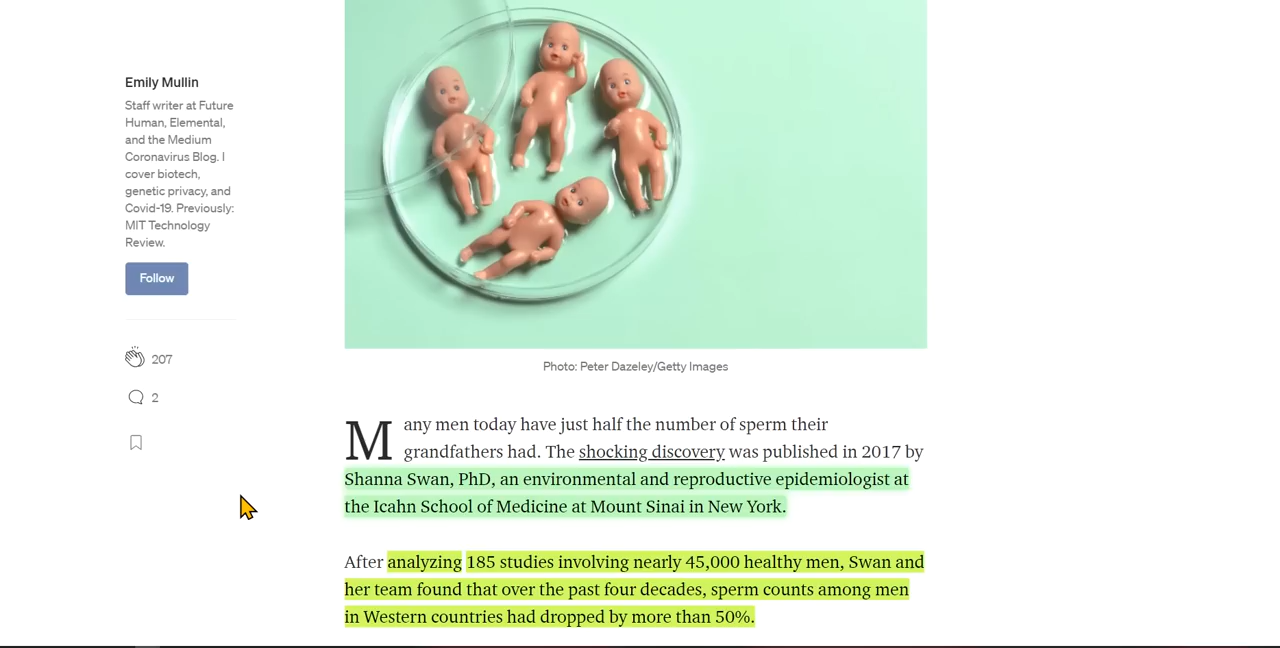 Emily Mullin
Staff writer at Future
Human, Elemental,
and the Medium
Coronavirus Blog. I
cover biotech,
genetic privacy, and
Covid-19. Previously:
MIT Technology
Review.
Follow
207
2
Photo: Peter Dazeley/Getty Images
Many men today have just half the number of sperm their
grandfathers had. The shocking discovery was published in 2017 by
Shanna Swan, PhD, an environmental and reproductive epidemiologist at
the Icahn School of Medicine at Mount Sinai in New York.
After analyzing 185 studies involving nearly 45,000 healthy men, Swan and
her team found that over the past four decades, sperm counts among men
in Western countries had dropped by more than 50%.